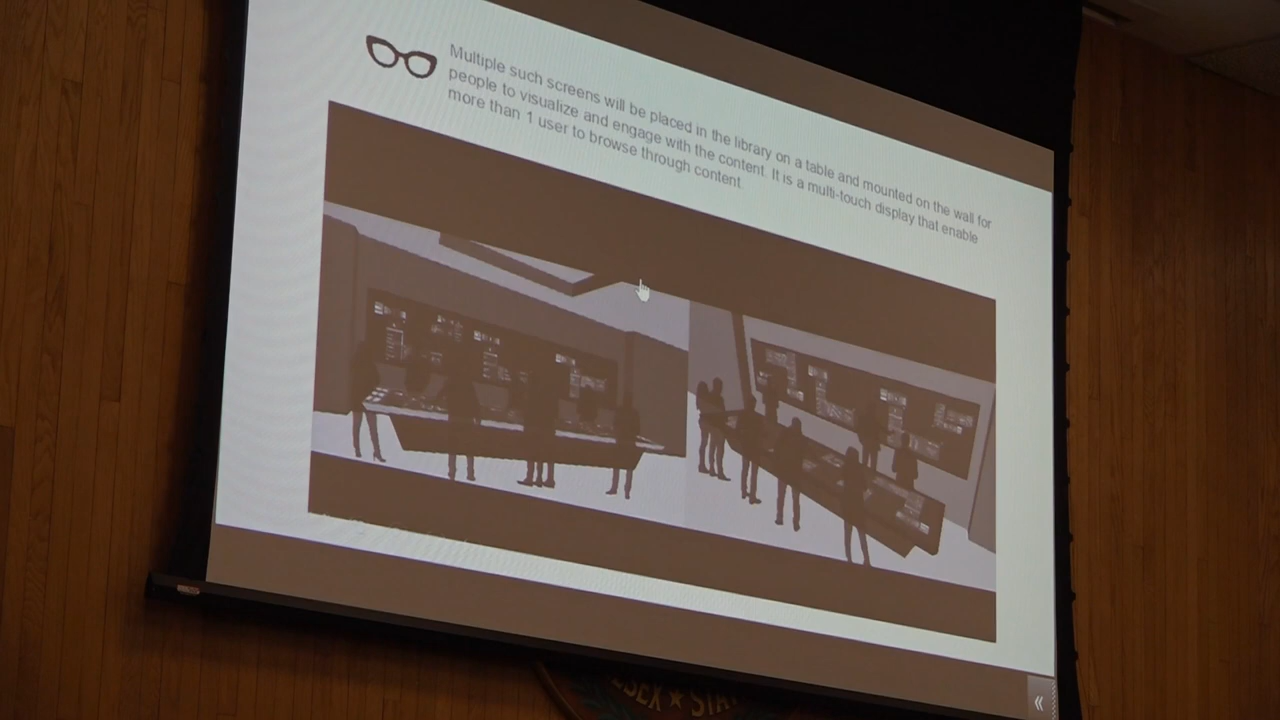 Multiple such screens will be placed in the library on a table and mounted on the wall for
people to visualize and engage with the content. It is a multi-touch display that enable
more than 1 user to browse through content.
«
SEX ★ STA